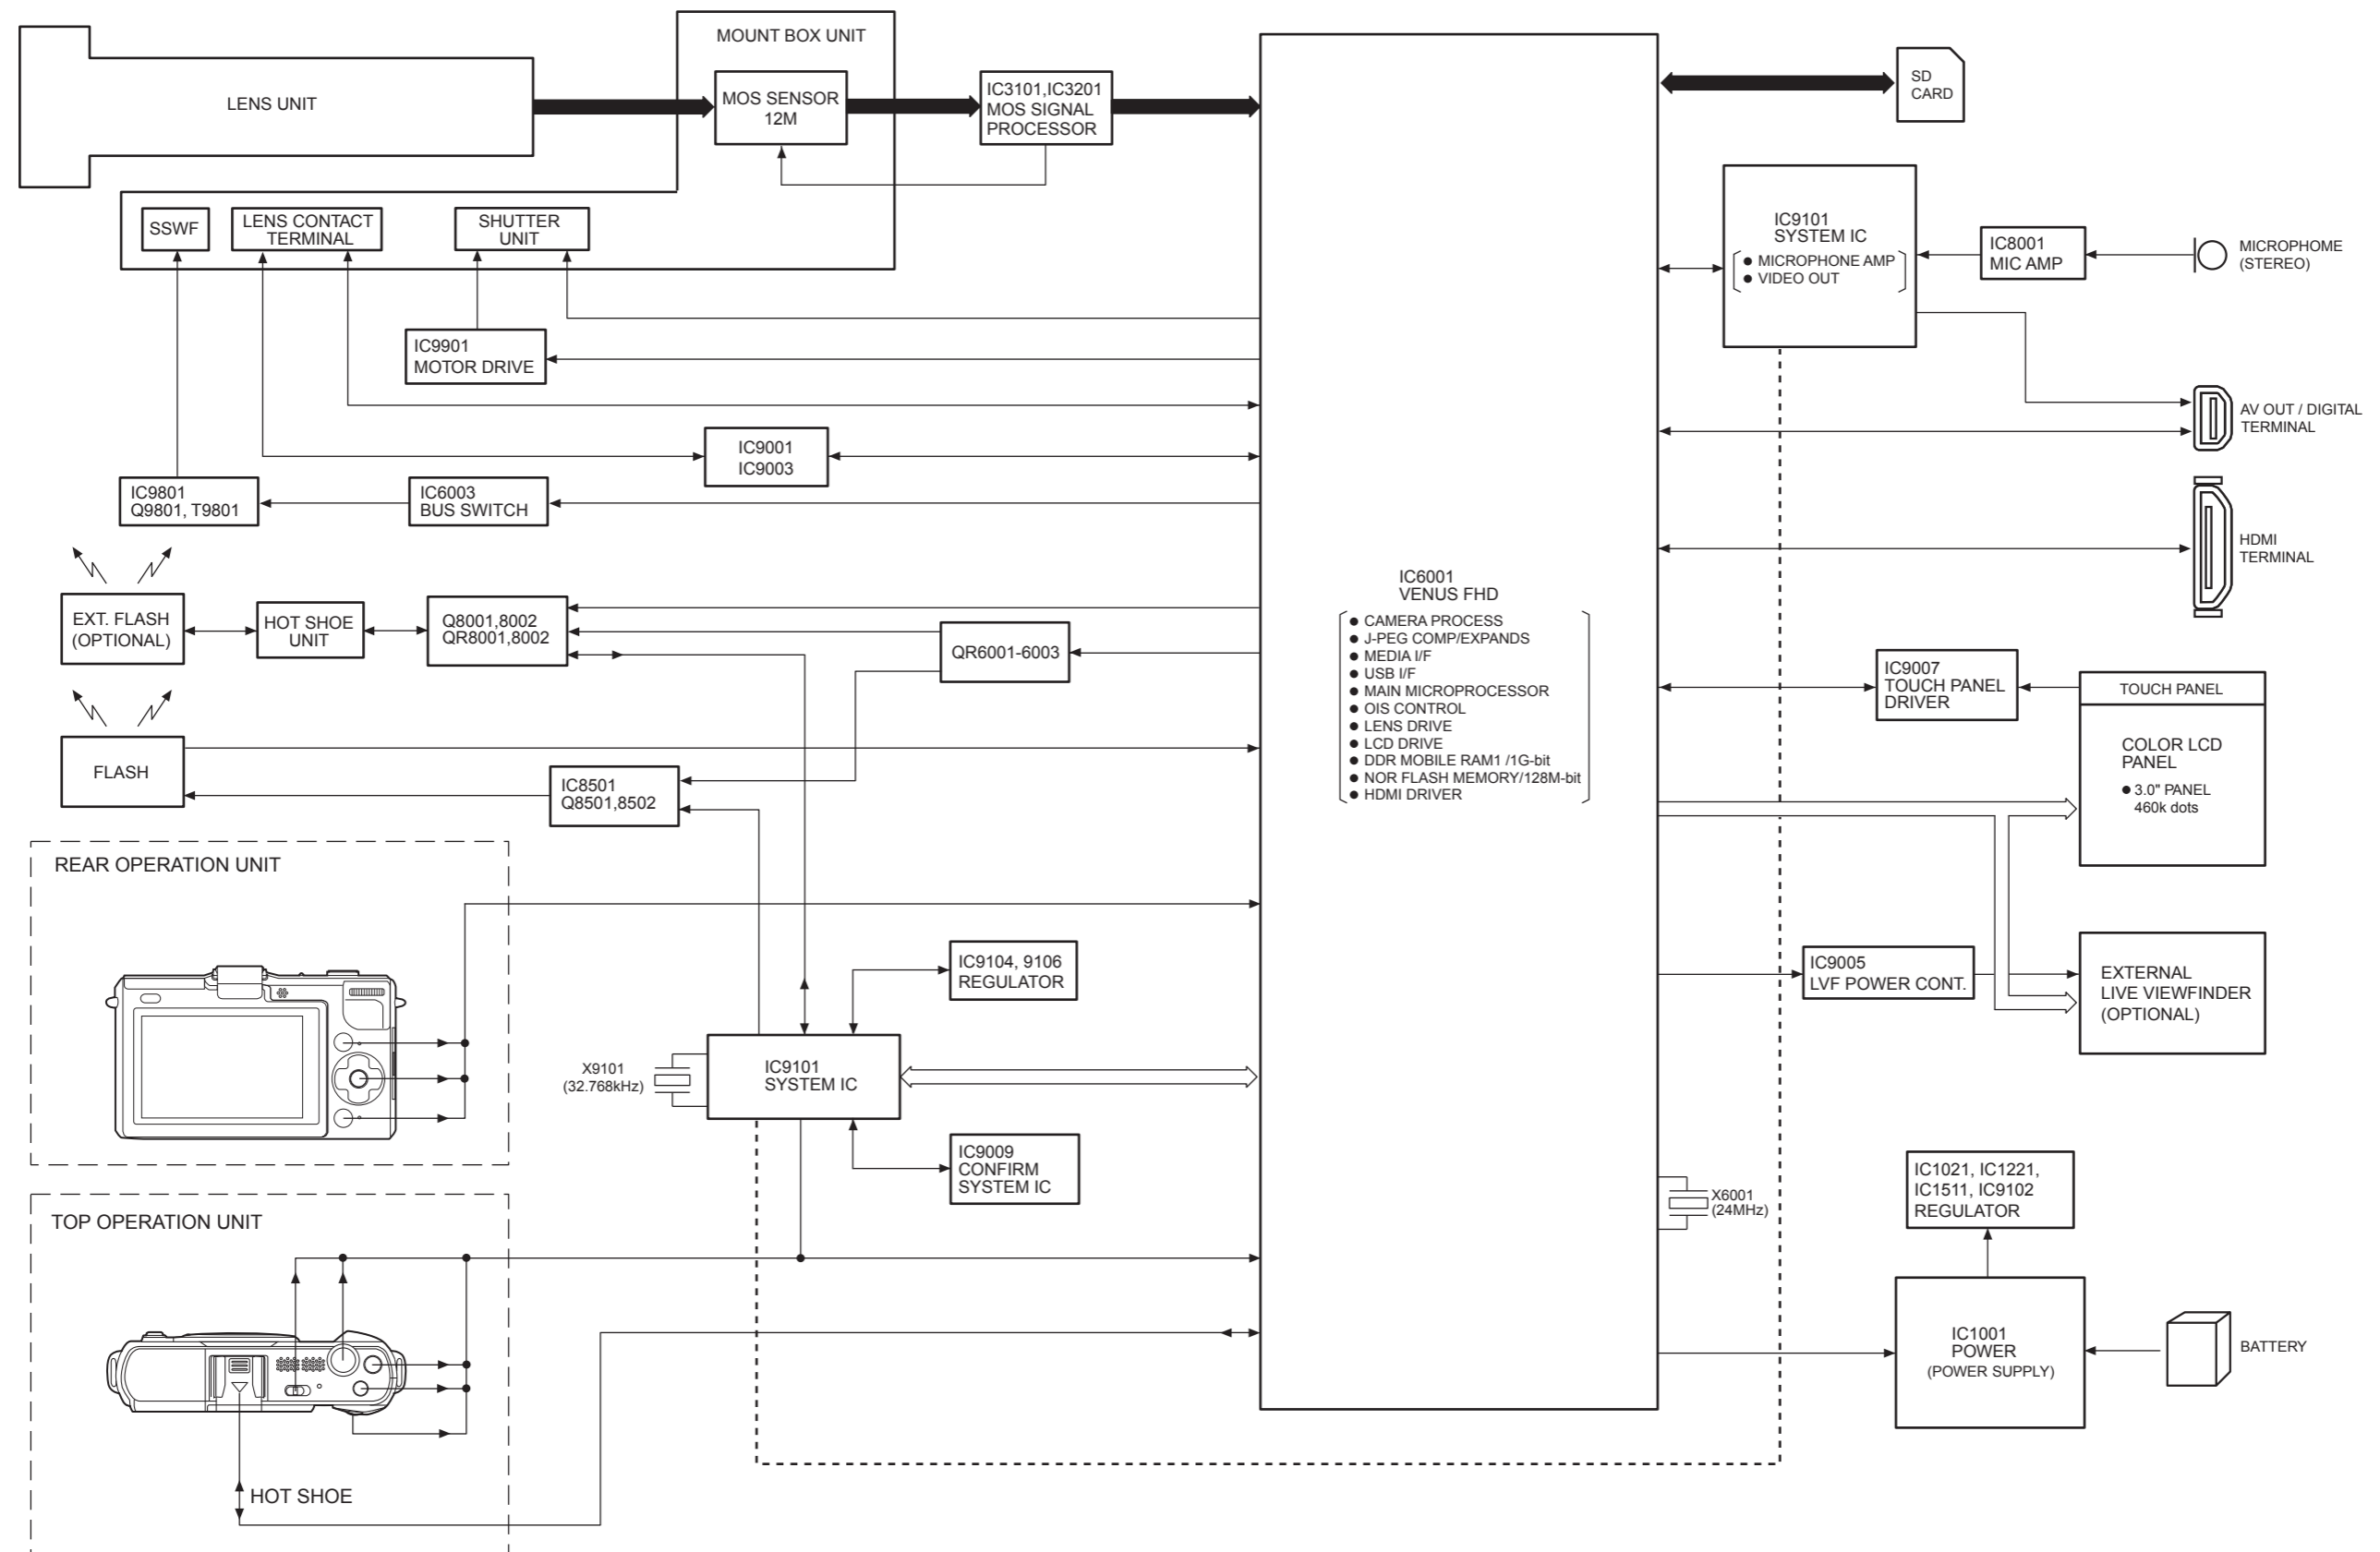 MOUNT BOX UNIT
LENS UNIT
MOS SENSOR
12M
IC3101,IC3201
MOS SIGNAL
PROCESSOR
SD
CARD
SSWF
LENS CONTACT
TERMINAL
SHUTTER
UNIT
IC9101
SYSTEM IC
● MICROPHONE AMP
● VIDEO OUT
IC8001
MIC AMP
MICROPHOME
(STEREO)
IC9901
MOTOR DRIVE
AV OUT / DIGITAL
TERMINAL
IC9001
IC9003
IC9801
Q9801, T9801
IC6003
BUS SWITCH
HDMI
TERMINAL
IC6001
VENUS FHD
● CAMERA PROCESS
● J-PEG COMP/EXPANDS
● MEDIA I/F
● USB I/F
● MAIN MICROPROCESSOR
● OIS CONTROL
● LENS DRIVE
● LCD DRIVE
● DDR MOBILE RAM1 /1G-bit
● NOR FLASH MEMORY/128M-bit
● HDMI DRIVER
EXT. FLASH
(OPTIONAL)
HOT SHOE
UNIT
Q8001,8002
QR8001,8002
QR6001-6003
IC9007
TOUCH PANEL
DRIVER
TOUCH PANEL
COLOR LCD
PANEL
● 3.0" PANEL
460k dots
FLASH
IC8501
Q8501,8502
REAR OPERATION UNIT
IC9104, 9106
REGULATOR
IC9005
LVF POWER CONT.
EXTERNAL
LIVE VIEWFINDER
(OPTIONAL)
X9101
(32.768kHz)
IC9101
SYSTEM IC
IC9009
CONFIRM
SYSTEM IC
X6001
(24MHz)
IC1021, IC1221,
IC1511, IC9102
REGULATOR
TOP OPERATION UNIT
IC1001
POWER
(POWER SUPPLY)
BATTERY
HOT SHOE